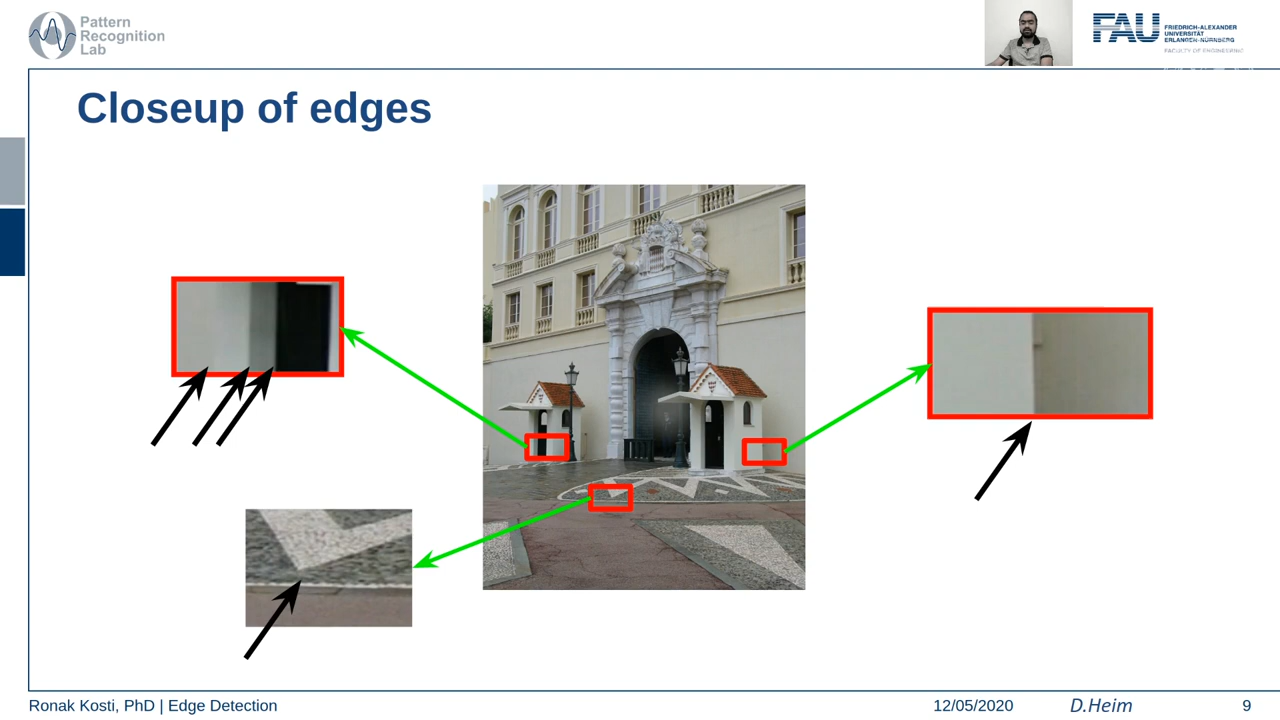 Pattern
Recognition
Lab
FAU
FRIEDRICH-ALEXANDER
UNIVERSITÄT
ERLANGEN-NÜRNBERG
FACULTY OF ENGINEERING
Closeup of edges
Ronak Kosti, PhD | Edge Detection
12/05/2020
D.Heim
9